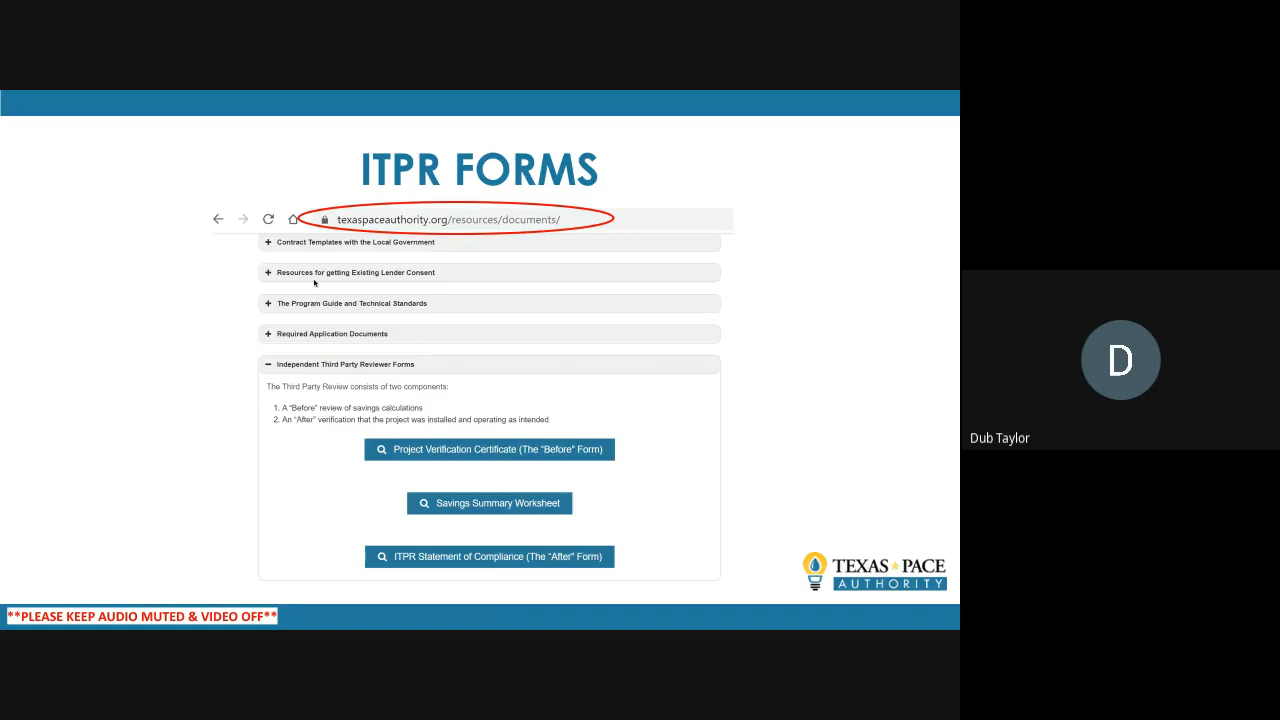 ITPR FORMS
texaspaceauthority.org/resources/documents/
Contract Templates with the Local Government
Resources for getting Existing Lender Consent
The Program Guide and Technical Standards
Required Application Documents
Independent Third Party Reviewer Forms
The Third Party Review consists of two components:
1. A “Before” review of savings calculations
2. An “After” verification that the project was installed and operating as intended
Project Verification Certificate (The “Before” Form)
Savings Summary Worksheet
ITPR Statement of Compliance (The “After” Form)
TEXAS PACE
AUTHORITY
**PLEASE KEEP AUDIO MUTED & VIDEO OFF**
D
Dub Taylor